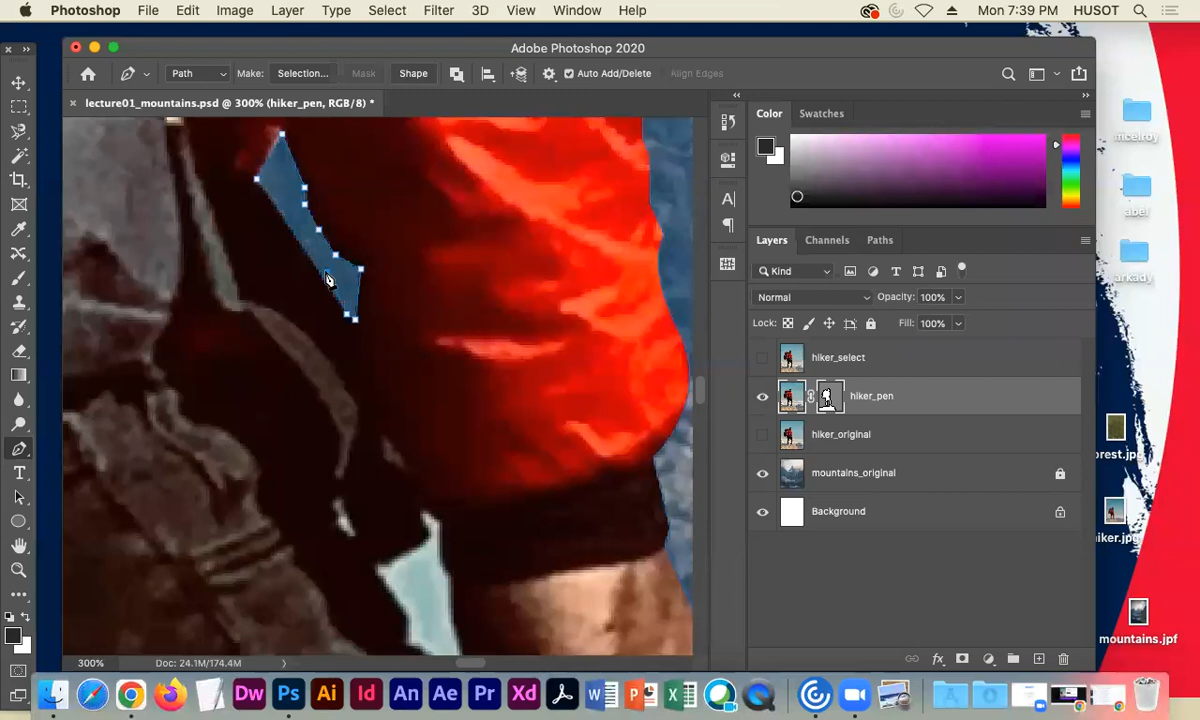 Photoshop File Edit Image Layer Type Select Filter 3D View Window Help Mon 7:39 PM HUSOT
Adobe Photoshop 2020
Path Make: Selection... Mask Shape Auto Add/Delete Align Edges
lecture01_mountains.psd @ 300% (hiker_pen, RGB/8) *
Color Swatches
Layers Channels Paths
Kind
Normal Opacity: 100%
Lock: Fill: 100%
hiker_select
hiker_pen
hiker_original
mountains_original
Background
300% Doc: 24.1M/174.4M
abel
arkady
orest.jpg
hiker.jpg
mountains.jpf
Dw Ps Ai Id An Ae Pr Xd W P X